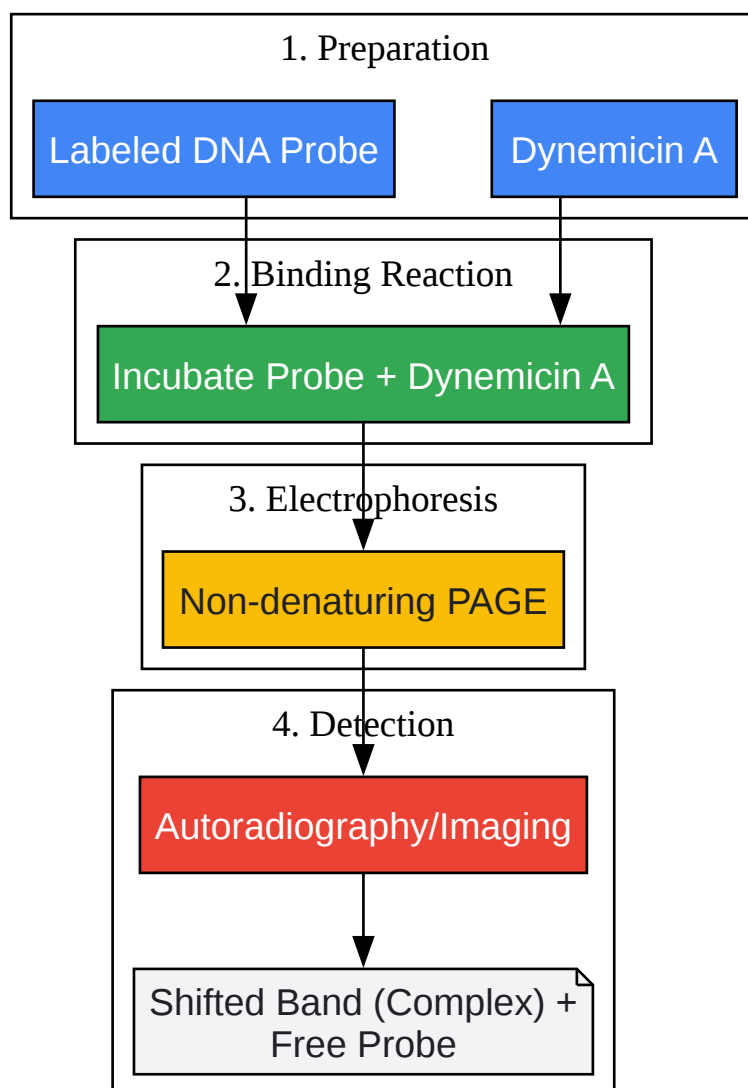 1. Preparation
Labeled DNA Probe
Dynemicin A
2. Binding Reaction
Incubate Probe + Dynemicin A
3. Electrophoresis
Non-denaturing PAGE
4. Detection
Autoradiography/Imaging
Shifted Band (Complex) +
Free Probe